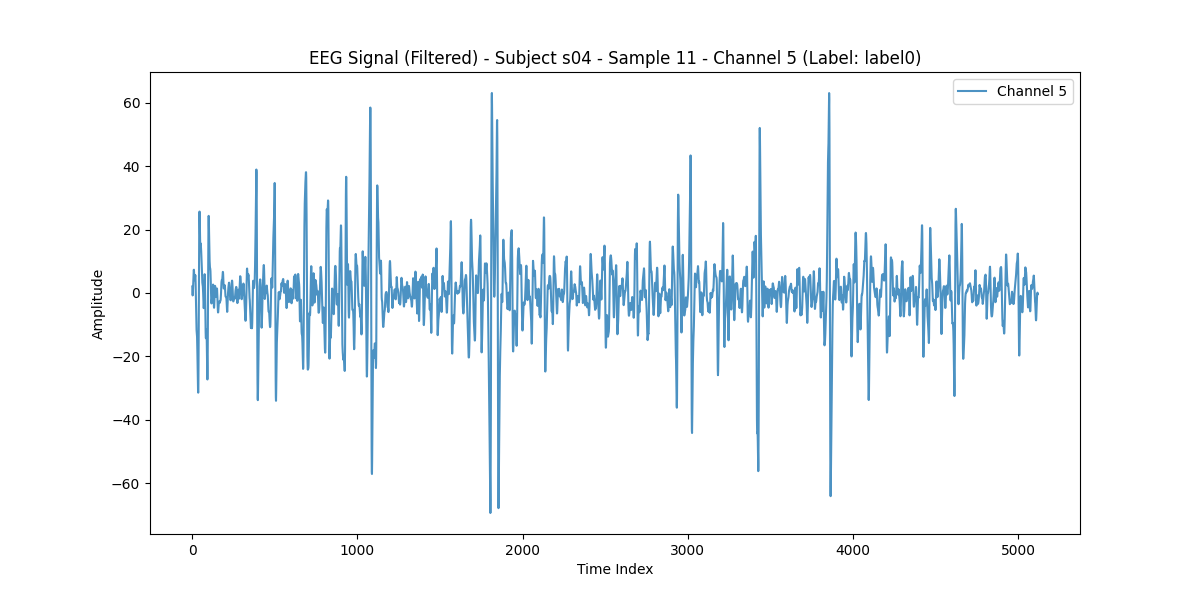 EEG Signal (Filtered) - Subject s04 - Sample 11 - Channel 5 (Label: label0)
Channel 5
60
40
20
0
−20
−40
−60
Amplitude
0 1000 2000 3000 4000 5000
Time Index